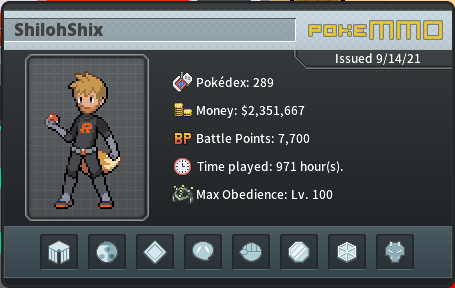 ShilohShix
POKEMMO
Issued 9/14/21
Pokédex: 289
Money: $2,351,667
BP Battle Points: 7,700
Time played: 971 hour(s).
Max Obedience: Lv. 100
R